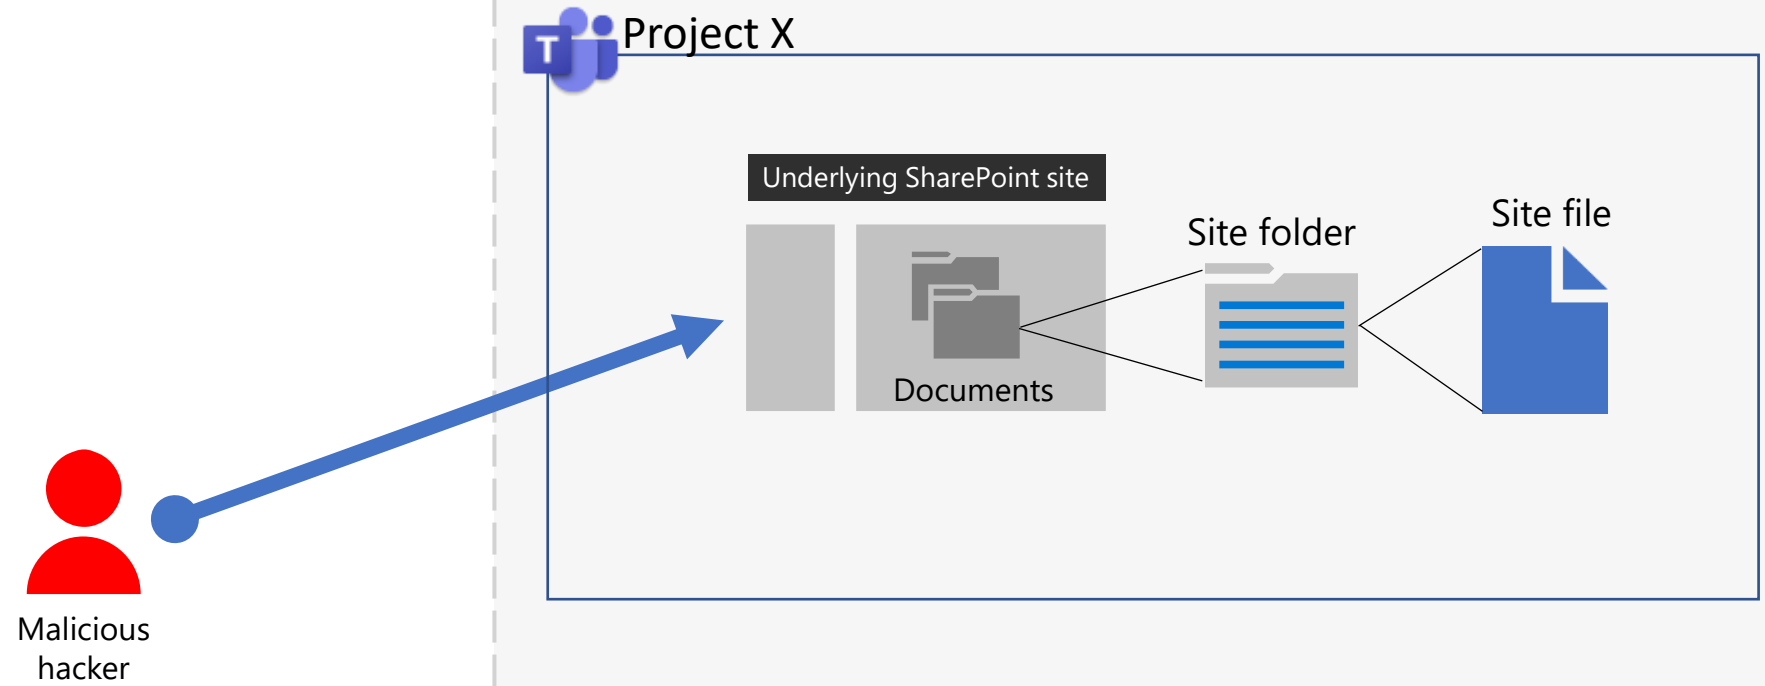 T
Project X
Underlying SharePoint site
Site folder
Site file
Documents
Malicious
hacker